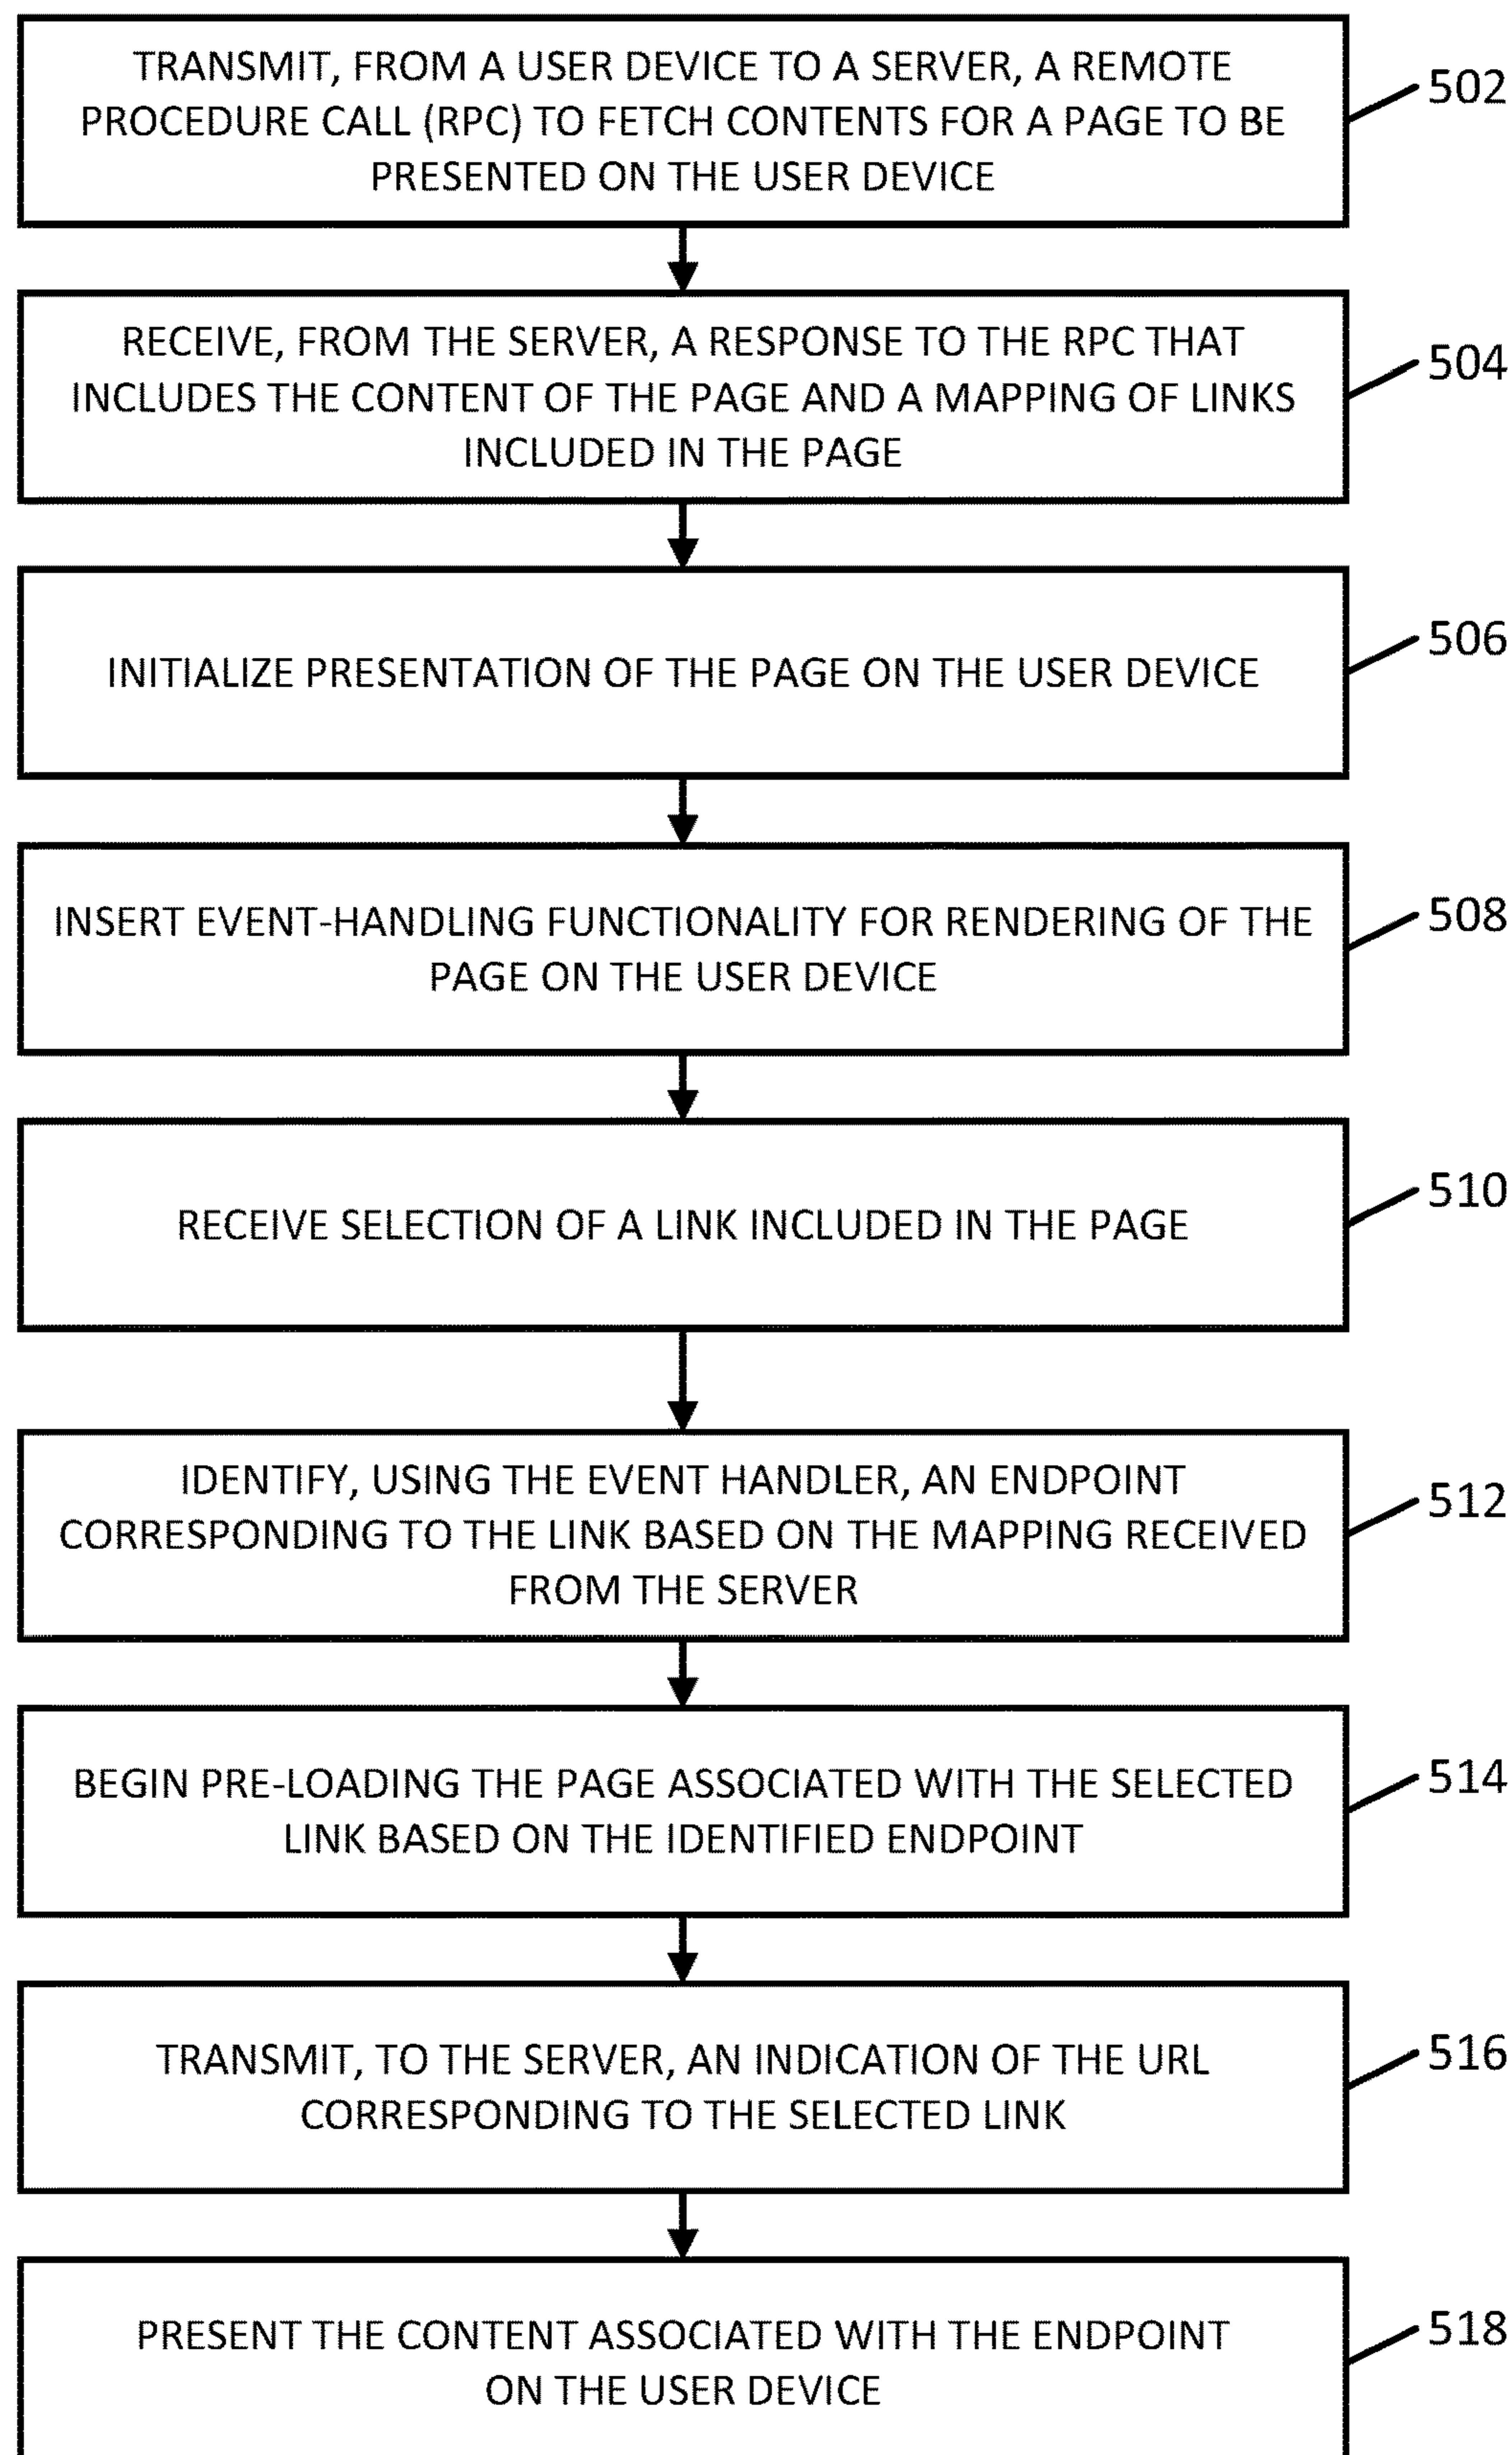 TRANSMIT, FROM A USER DEVICE TO A SERVER, A REMOTE
PROCEDURE CALL (RPC) TO FETCH CONTENTS FOR A PAGE TO BE
PRESENTED ON THE USER DEVICE
502
RECEIVE, FROM THE SERVER, A RESPONSE TO THE RPC THAT
INCLUDES THE CONTENT OF THE PAGE AND A MAPPING OF LINKS
INCLUDED IN THE PAGE
504
INITIALIZE PRESENTATION OF THE PAGE ON THE USER DEVICE
506
INSERT EVENT-HANDLING FUNCTIONALITY FOR RENDERING OF THE
PAGE ON THE USER DEVICE
508
RECEIVE SELECTION OF A LINK INCLUDED IN THE PAGE
510
IDENTIFY, USING THE EVENT HANDLER, AN ENDPOINT
CORRESPONDING TO THE LINK BASED ON THE MAPPING RECEIVED
FROM THE SERVER
512
BEGIN PRE-LOADING THE PAGE ASSOCIATED WITH THE SELECTED
LINK BASED ON THE IDENTIFIED ENDPOINT
514
TRANSMIT, TO THE SERVER, AN INDICATION OF THE URL
CORRESPONDING TO THE SELECTED LINK
516
PRESENT THE CONTENT ASSOCIATED WITH THE ENDPOINT
ON THE USER DEVICE
518